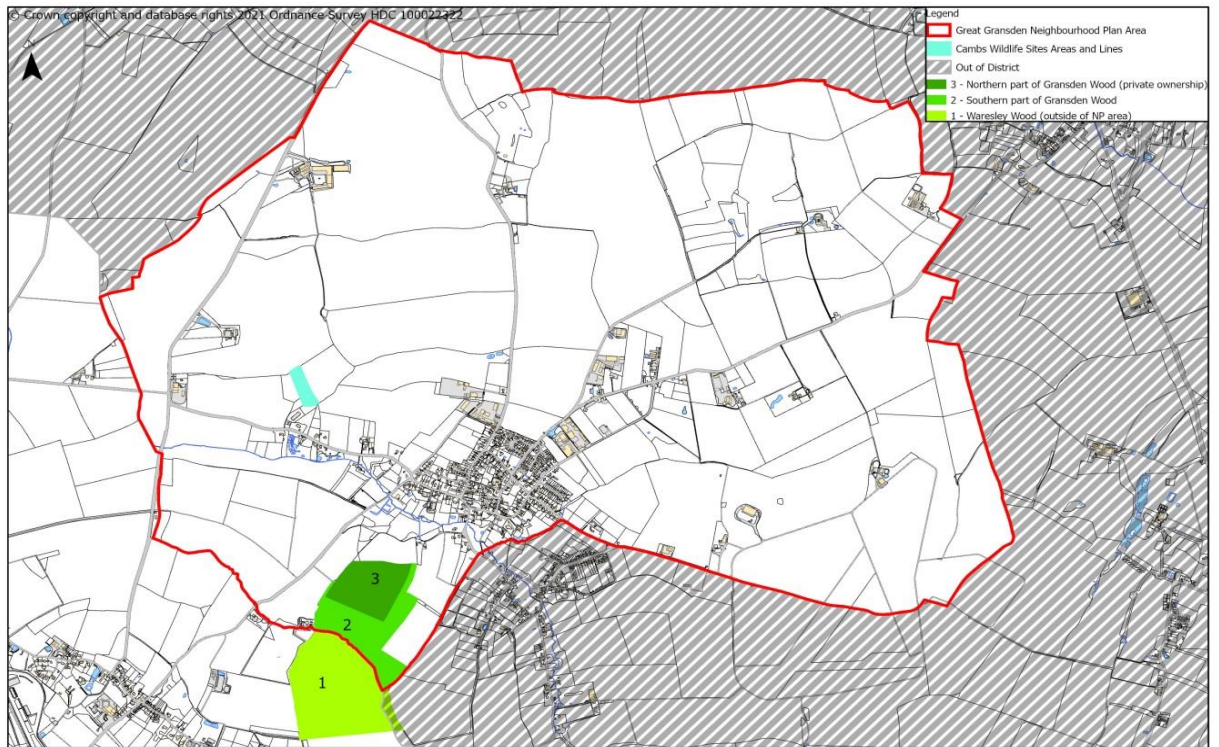 © Crown copyright and database rights 2021 Ordnance Survey HDC 100022322
Legend
Great Gransden Neighbourhood Plan Area
Cambs Wildlife Sites Areas and Lines
Out of District
3 - Northern part of Gransden Wood (private ownership)
2 - Southern part of Gransden Wood
1 - Waresley Wood (outside of NP area)
3
2
1